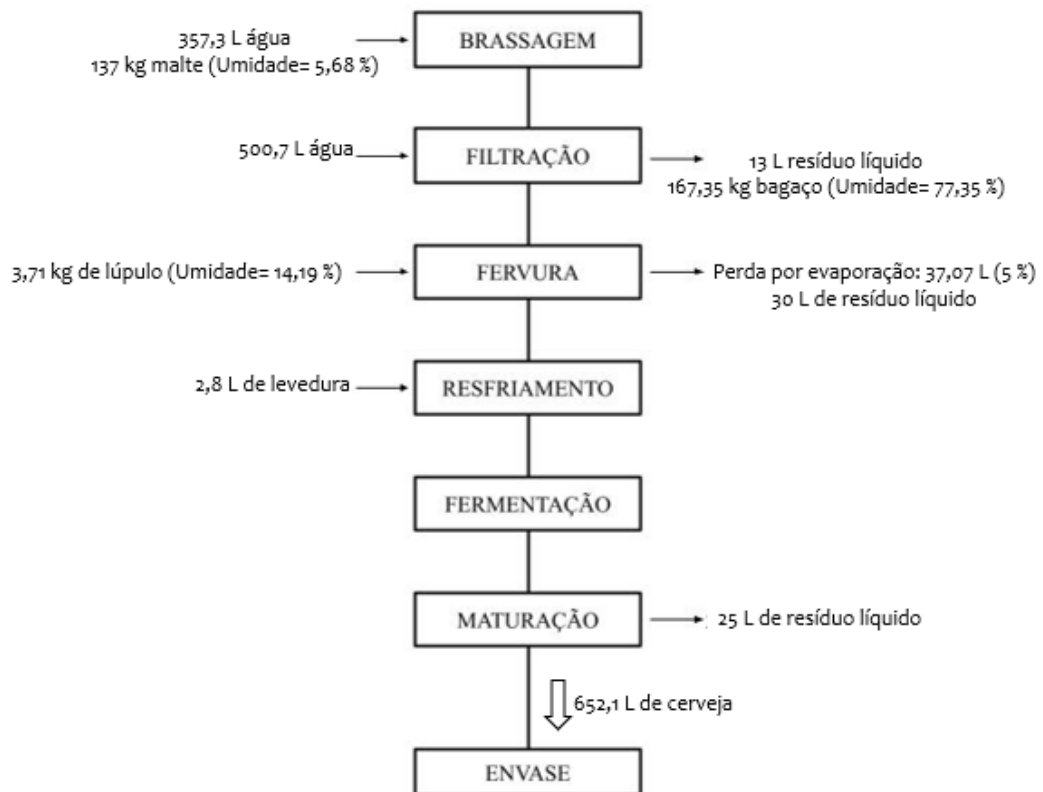 357,3 L água
137 kg malte (Umidade= 5,68 %)
BRASSAGEM
500,7 L água
FILTRAÇÃO
13 L resíduo líquido
167,35 kg bagaço (Umidade= 77,35 %)
3,71 kg de lúpulo (Umidade= 14,19 %)
FERVURA
Perda por evaporação: 37,07 L (5 %)
30 L de resíduo líquido
2,8 L de levedura
RESFRIAMENTO
FERMENTAÇÃO
MATURAÇÃO
25 L de resíduo líquido
652,1 L de cerveja
ENVASE